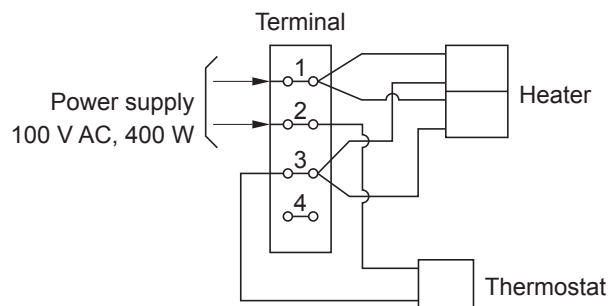 Terminal
1
Power supply
100 V AC, 400 W
2
Heater
3
4
Thermostat